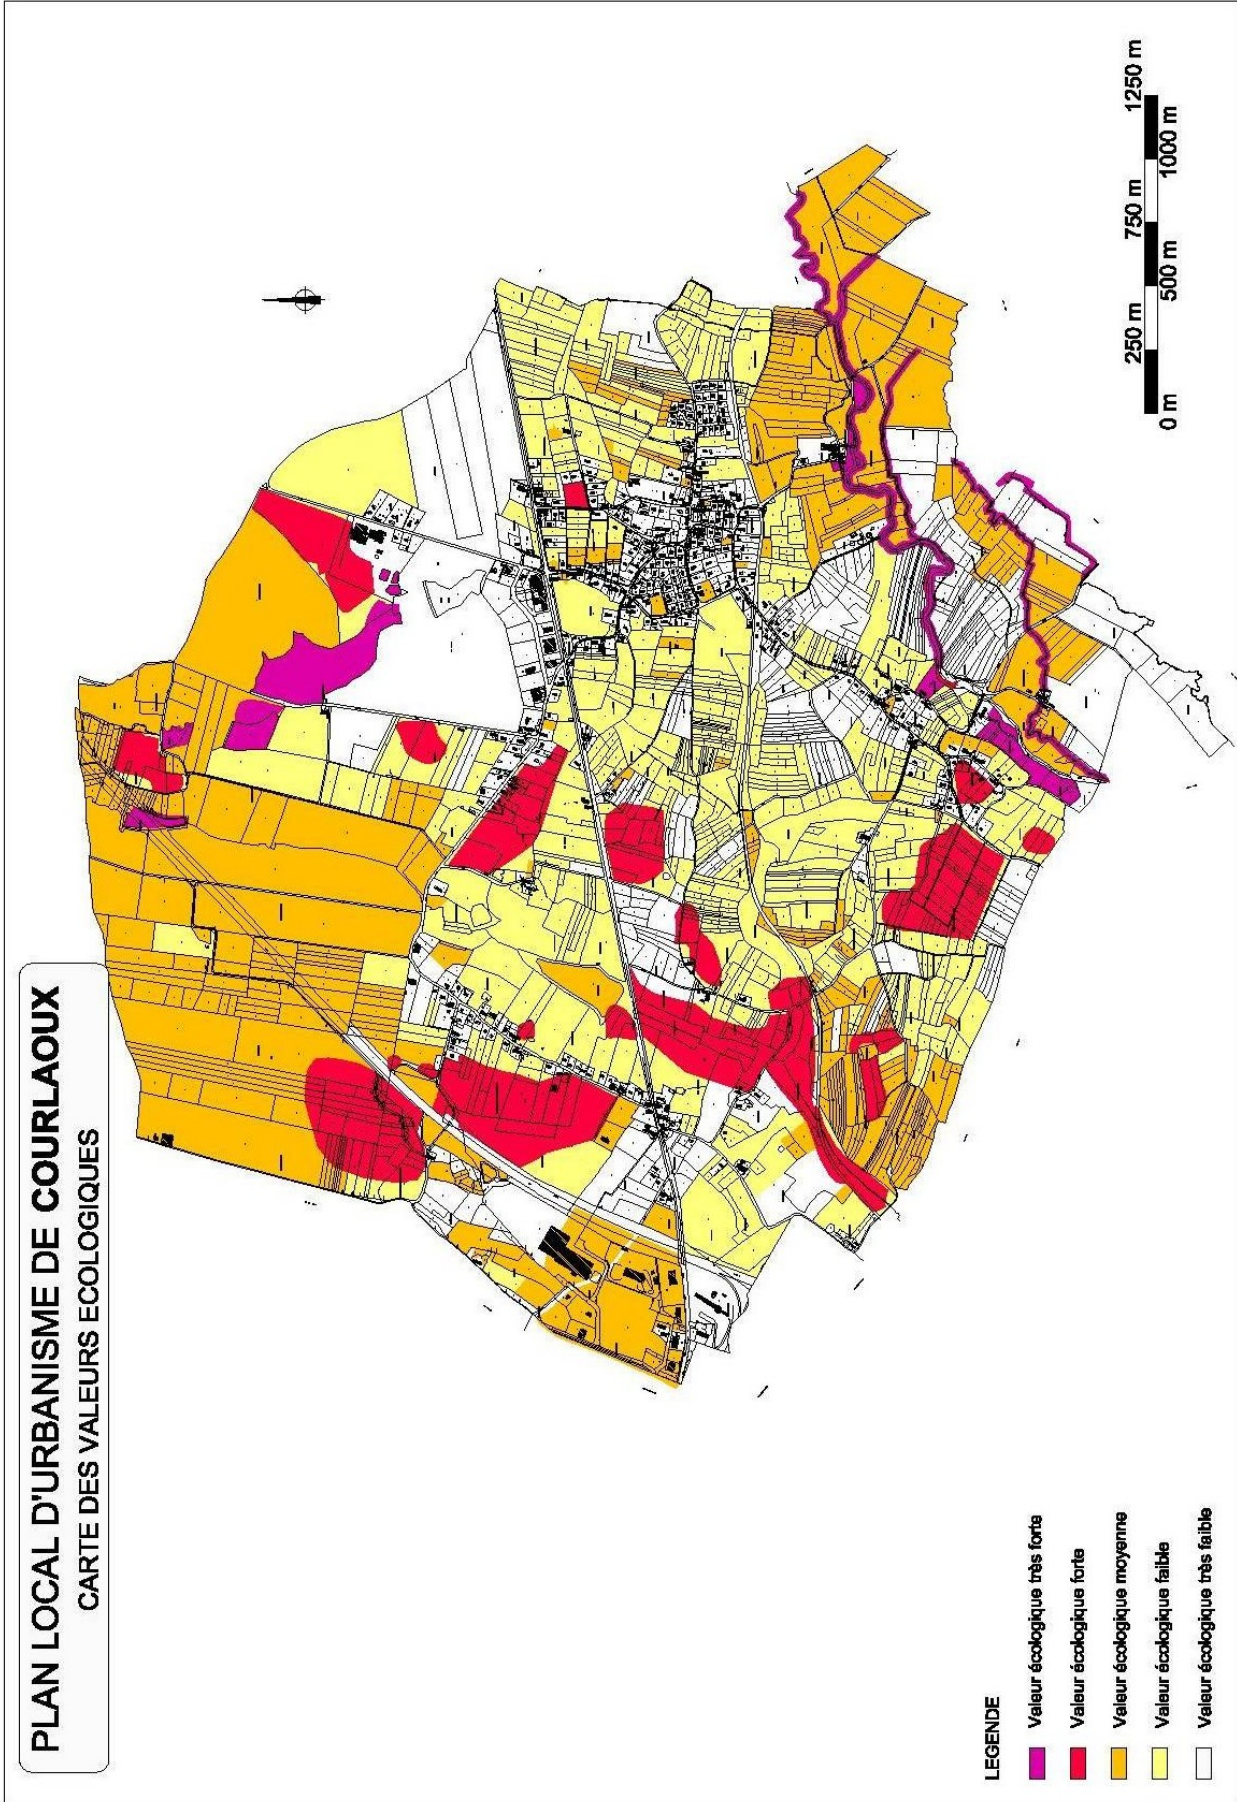 PLAN LOCAL D'URBANISME DE COURLAOUX
CARTE DES VALEURS ECOLOGIQUES
LEGENDE
Valeur écologique très forte
Valeur écologique forte
Valeur écologique moyenne
Valeur écologique faible
Valeur écologique très faible
0 m
250 m
500 m
750 m
1000 m
1250 m